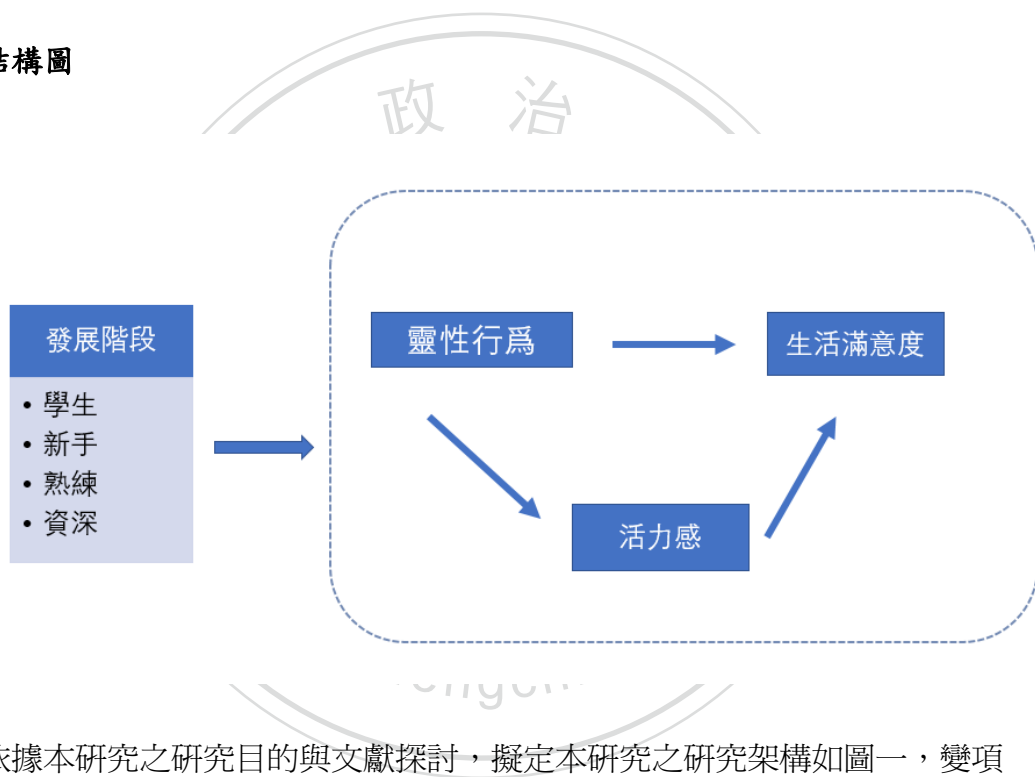 結構圖
政 治
發展階段
• 學生
• 新手
• 熟練
• 資深
靈性行爲
生活滿意度
活力感
依據本研究之研究目的與文獻探討，擬定本研究之研究架構如圖一，變項